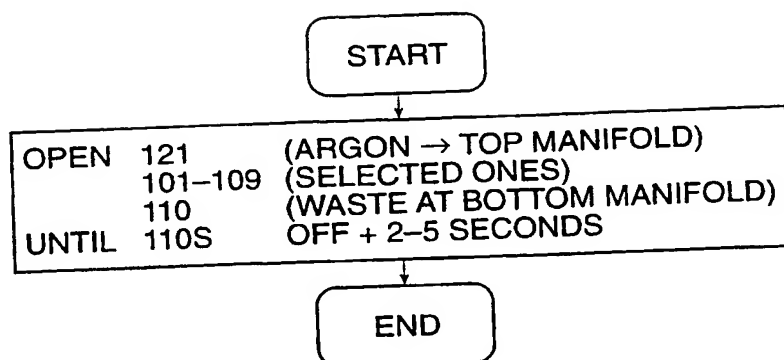 START
OPEN 121 (ARGON → TOP MANIFOLD)
101–109 (SELECTED ONES)
110 (WASTE AT BOTTOM MANIFOLD)
UNTIL 110S OFF + 2–5 SECONDS
END